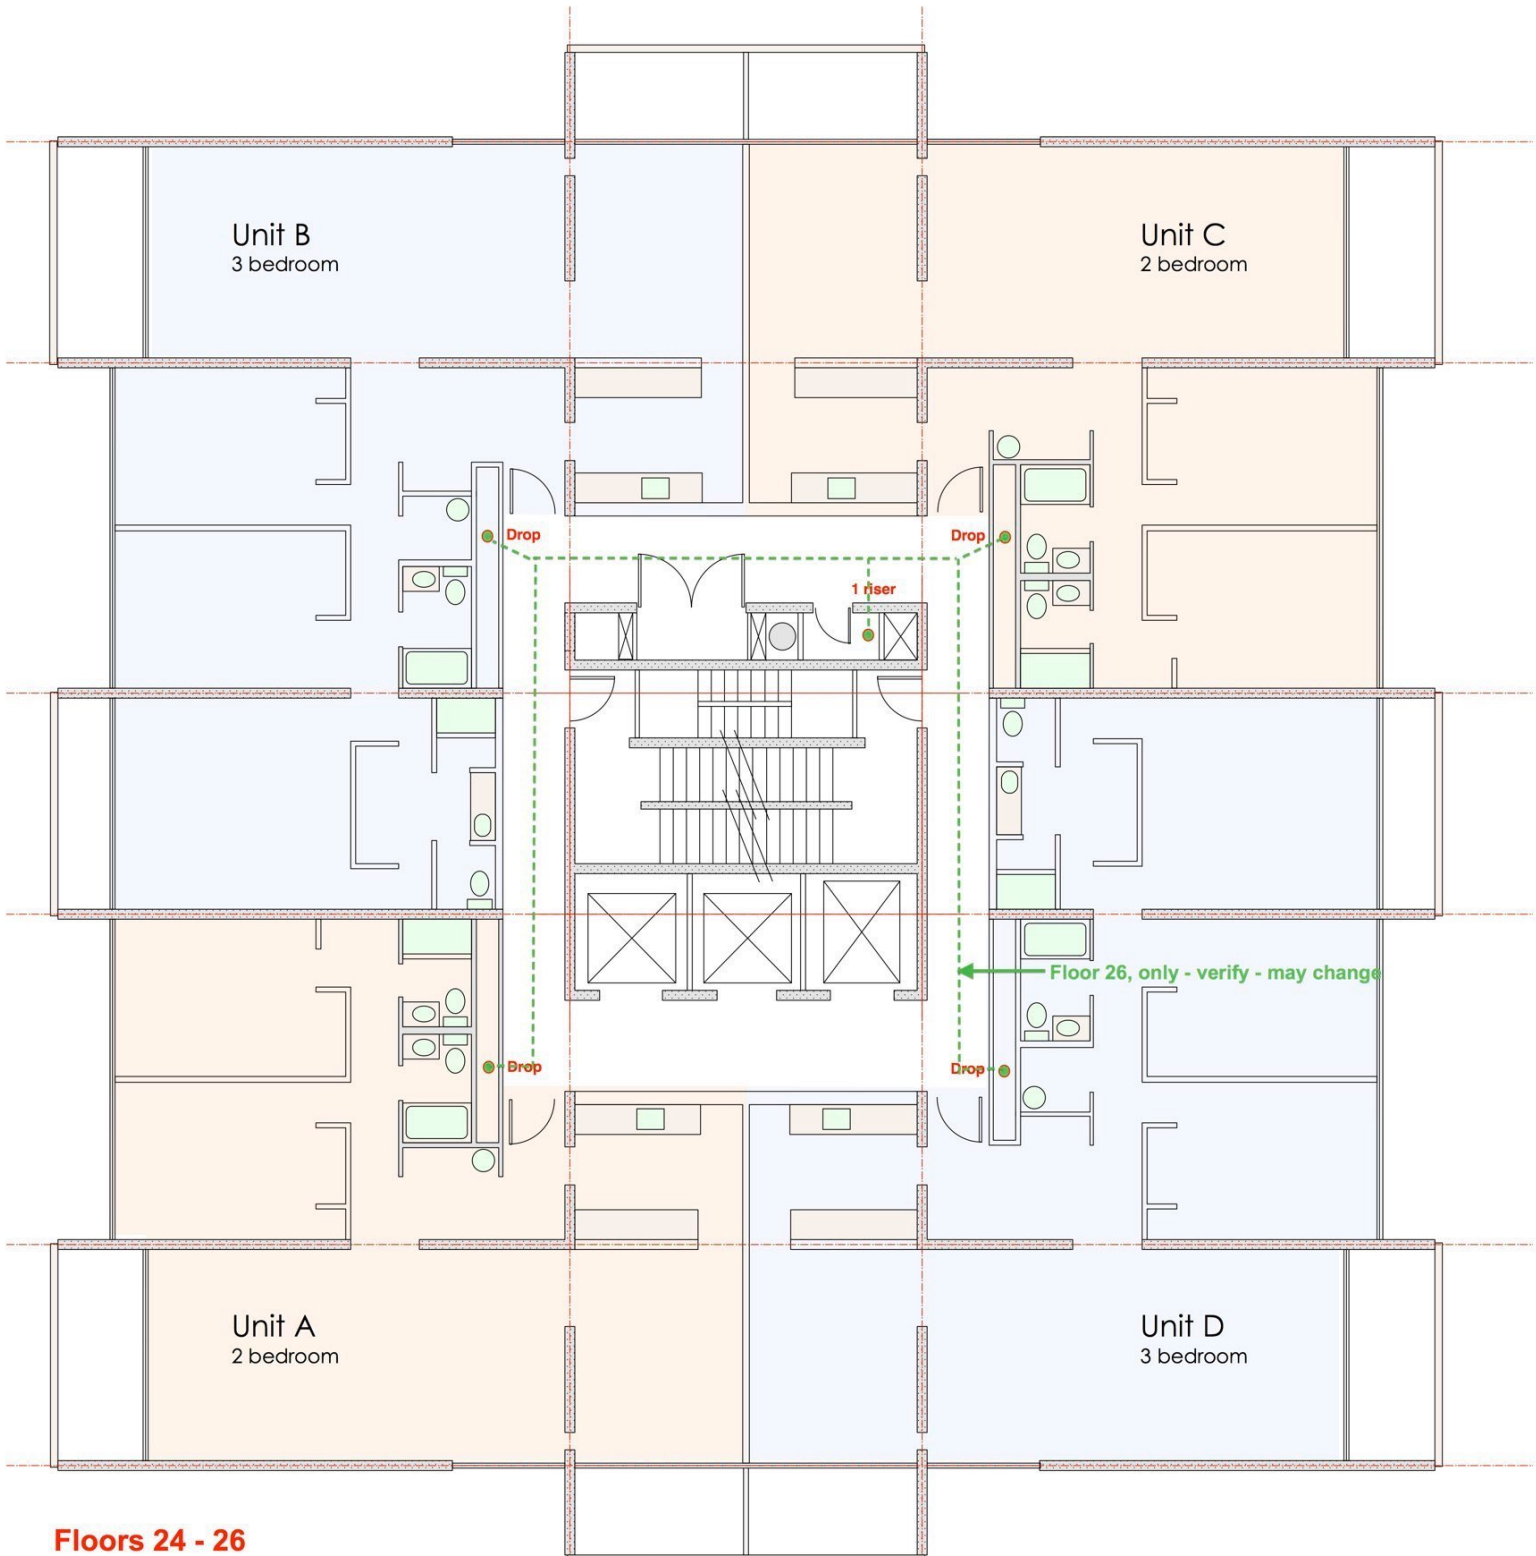 Unit B
3 bedroom
Unit C
2 bedroom
Drop
Drop
1 riser
Floor 26, only - verify - may change
Drop
Drop
Unit A
2 bedroom
Unit D
3 bedroom
Floors 24 - 26